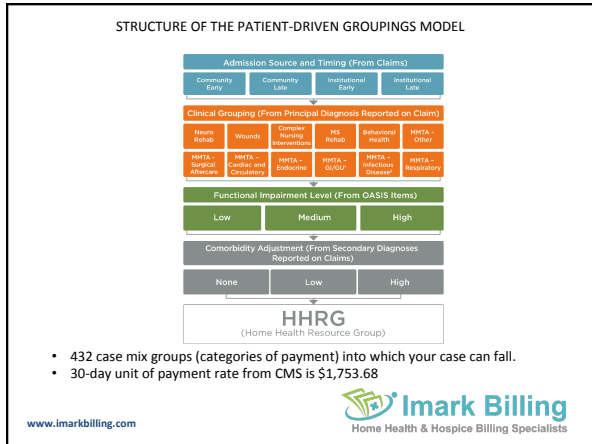 STRUCTURE OF THE PATIENT-DRIVEN GROUPINGS MODEL
Admission Source and Timing (From Claims)
Community Early
Community Late
Institutional Early
Institutional Late
Clinical Grouping (From Principal Diagnosis Reported on Claim)
Neuro Rehab
Wounds
Complex Nursing Interventions
MS Rehab
Behavioral Health
MMTA – Other
MMTA – Surgical Aftercare
MMTA – Cardiac and Circulatory
MMTA – Endocrine
MMTA – GI/GU¹
MMTA – Infectious Disease²
MMTA – Respiratory
Functional Impairment Level (From OASIS Items)
Low
Medium
High
Comorbidity Adjustment (From Secondary Diagnoses
Reported on Claims)
None
Low
High
HHRG
(Home Health Resource Group)
• 432 case mix groups (categories of payment) into which your case can fall.
• 30-day unit of payment rate from CMS is $1,753.68
www.imarkbilling.com
Imark Billing
Home Health & Hospice Billing Specialists